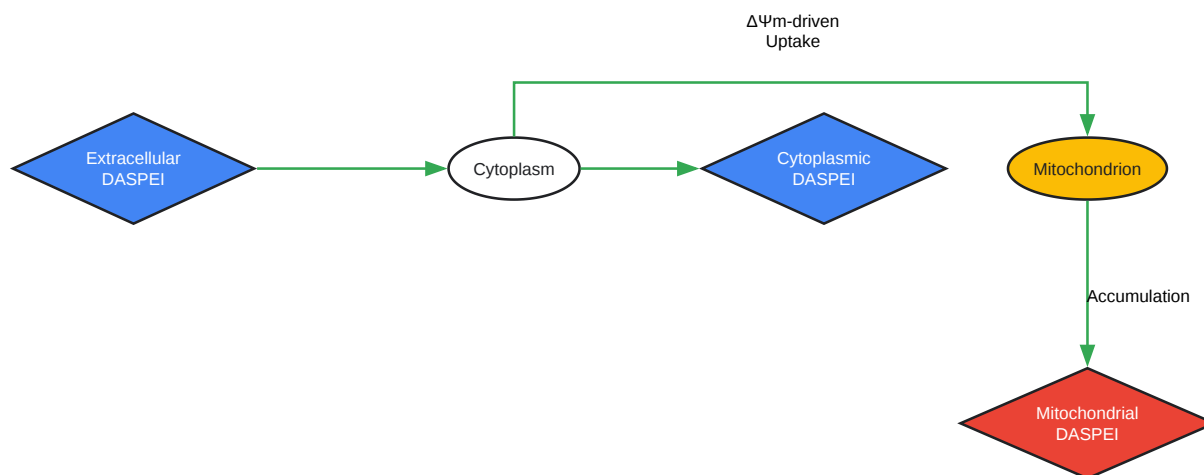 ΔΨm-driven
Uptake
Extracellular
DASPEI
Cytoplasm
Cytoplasmic
DASPEI
Mitochondrion
Accumulation
Mitochondrial
DASPEI